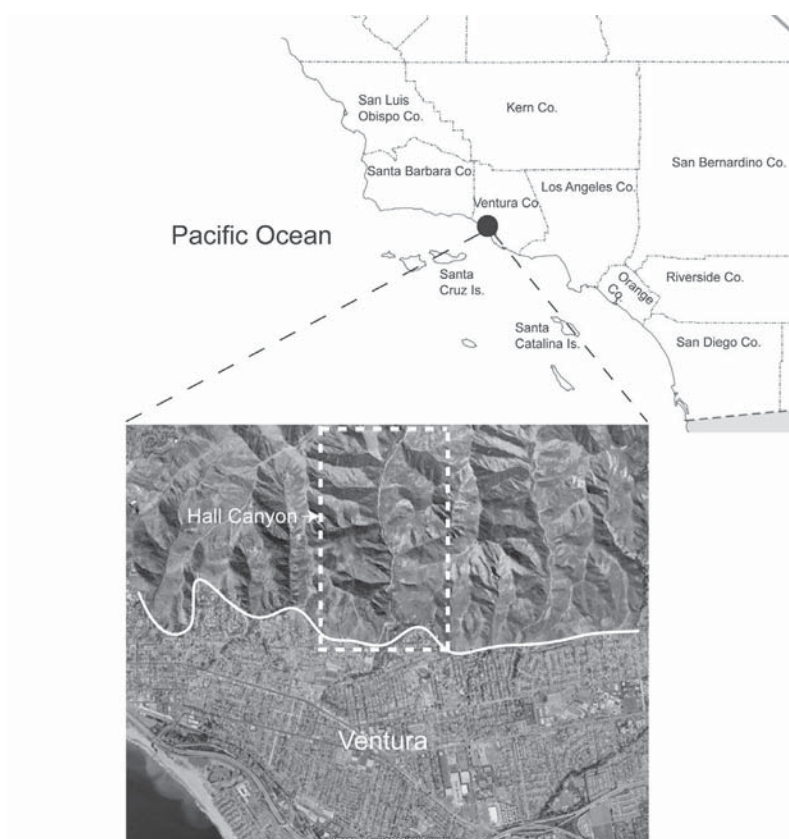 San Luis
Obispo Co.
Kern Co.
San Bernardino Co.
Santa Barbara Co.
Los Angeles Co.
Ventura Co.
Pacific Ocean
Santa
Cruz Is.
Orange
Co.
Riverside Co.
Santa
Catalina Is.
San Diego Co.
Hall Canyon
Ventura